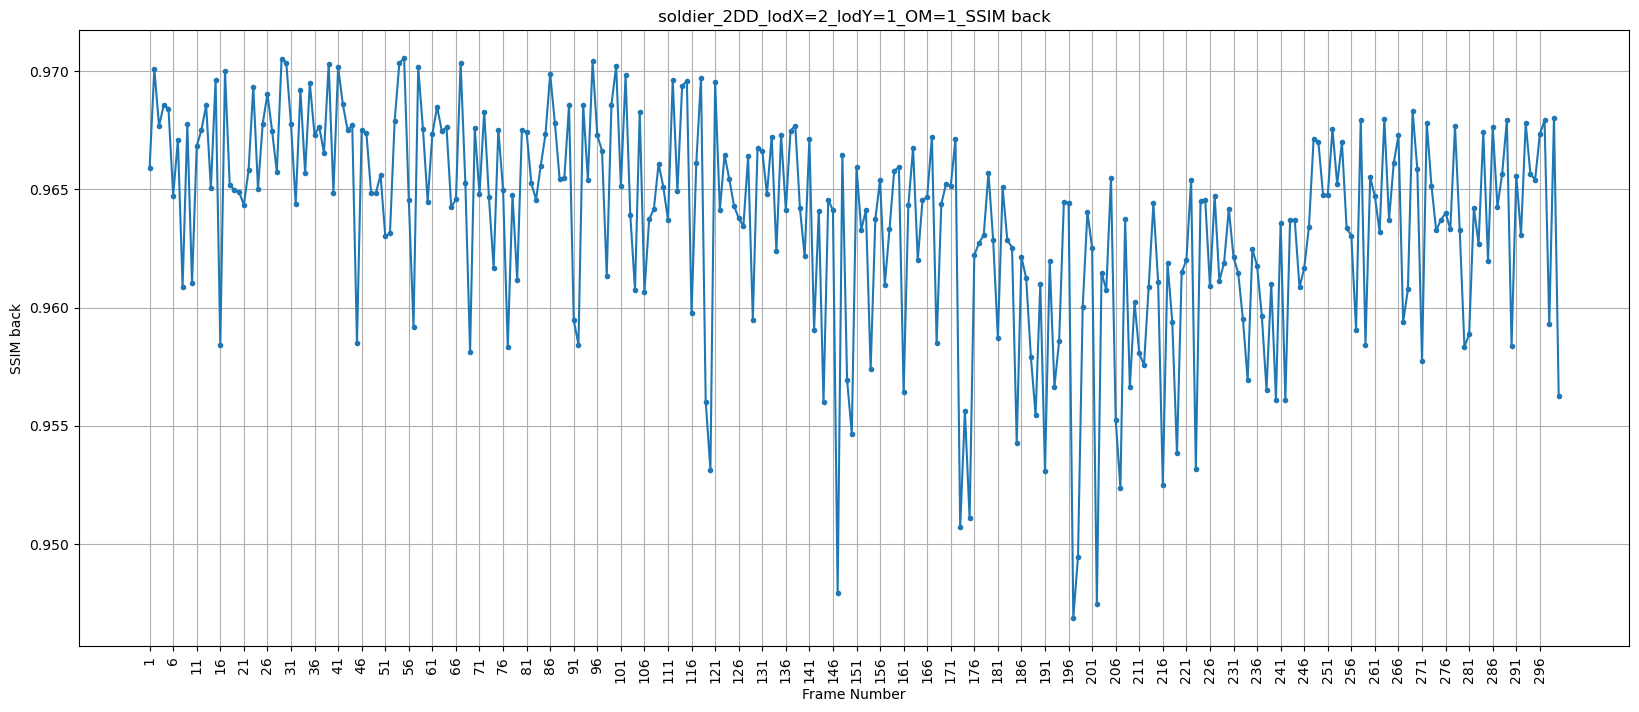 soldier_2DD_lodX=2_lodY=1_OM=1_SSIM back
SSIM back
0.970
0.965
0.960
0.955
0.950
1 6 11 16 21 26 31 36 41 46 51 56 61 66 71 76 81 86 91 96 101 106 111 116 121 126 131 136 141 146 151 156 161 166 171 176 181 186 191 196 201 206 211 216 221 226 231 236 241 246 251 256 261 266 271 276 281 286 291 296
Frame Number